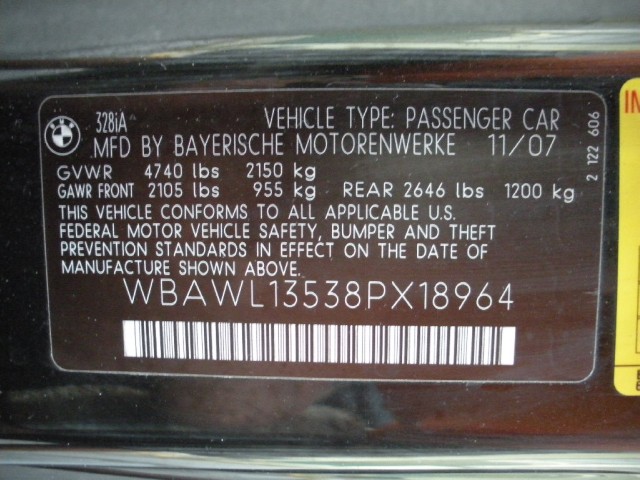 328iA VEHICLE TYPE: PASSENGER CAR
MFD BY BAYERISCHE MOTORENWERKE 11/07
GVWR 4740 lbs 2150 kg
GAWR FRONT 2105 lbs 955 kg REAR 2646 lbs 1200 kg
THIS VEHICLE CONFORMS TO ALL APPLICABLE U.S.
FEDERAL MOTOR VEHICLE SAFETY, BUMPER AND THEFT
PREVENTION STANDARDS IN EFFECT ON THE DATE OF
MANUFACTURE SHOWN ABOVE.
WBAWL13538PX18964
2 122 606
BMW